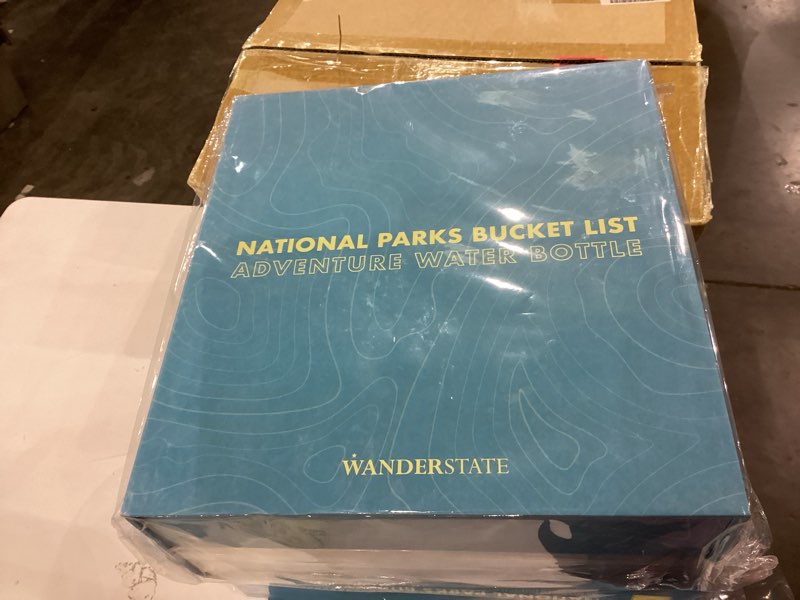 NATIONAL PARKS BUCKET LIST
ADVENTURE WATER BOTTLE
WANDERSTATE